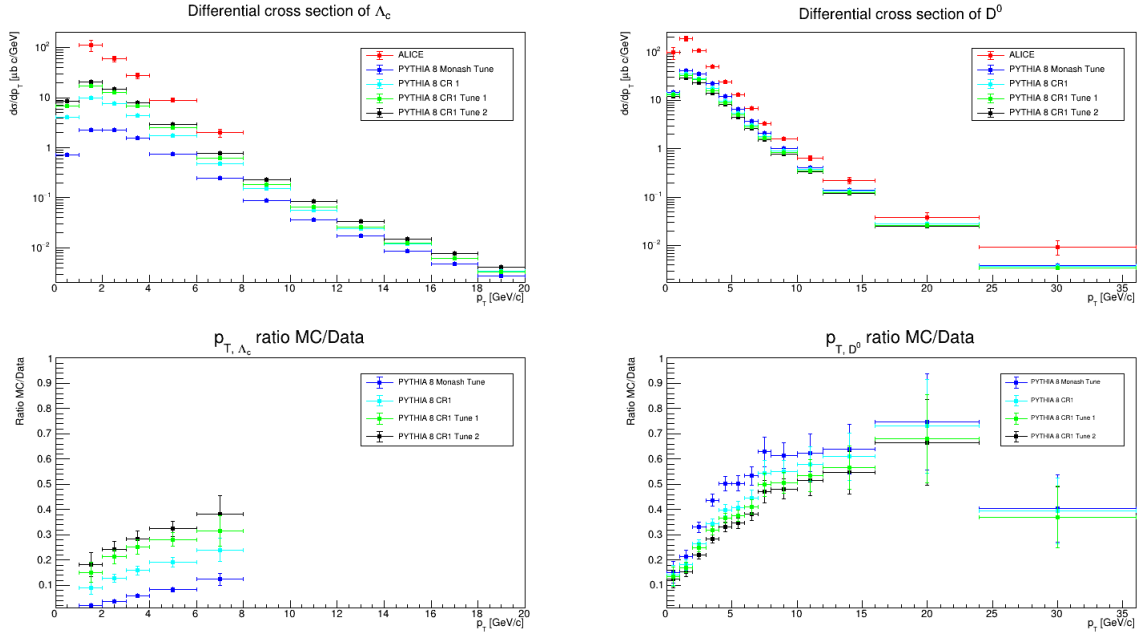 Differential cross section of Λc
dσ/dpT [μb c/GeV]
10²
10
1
10⁻¹
10⁻²
ALICE
PYTHIA 8 Monash Tune
PYTHIA 8 CR 1
PYTHIA 8 CR1 Tune 1
PYTHIA 8 CR1 Tune 2
0 2 4 6 8 10 12 14 16 18 20
pT [GeV/c]
Differential cross section of D⁰
dσ/dpT [μb c/GeV]
10²
10
1
10⁻¹
10⁻²
ALICE
PYTHIA 8 Monash Tune
PYTHIA 8 CR1
PYTHIA 8 CR1 Tune 1
PYTHIA 8 CR1 Tune 2
0 5 10 15 20 25 30 35
pT [GeV/c]
pT, Λc ratio MC/Data
Ratio MC/Data
1
0.9
0.8
0.7
0.6
0.5
0.4
0.3
0.2
0.1
PYTHIA 8 Monash Tune
PYTHIA 8 CR1
PYTHIA 8 CR1 Tune 1
PYTHIA 8 CR1 Tune 2
0 2 4 6 8 10 12 14 16 18 20
pT [GeV/c]
pT, D⁰ ratio MC/Data
Ratio MC/Data
1
0.9
0.8
0.7
0.6
0.5
0.4
0.3
0.2
0.1
PYTHIA 8 Monash Tune
PYTHIA 8 CR1
PYTHIA 8 CR1 Tune 1
PYTHIA 8 CR1 Tune 2
0 5 10 15 20 25 30 35
pT [GeV/c]